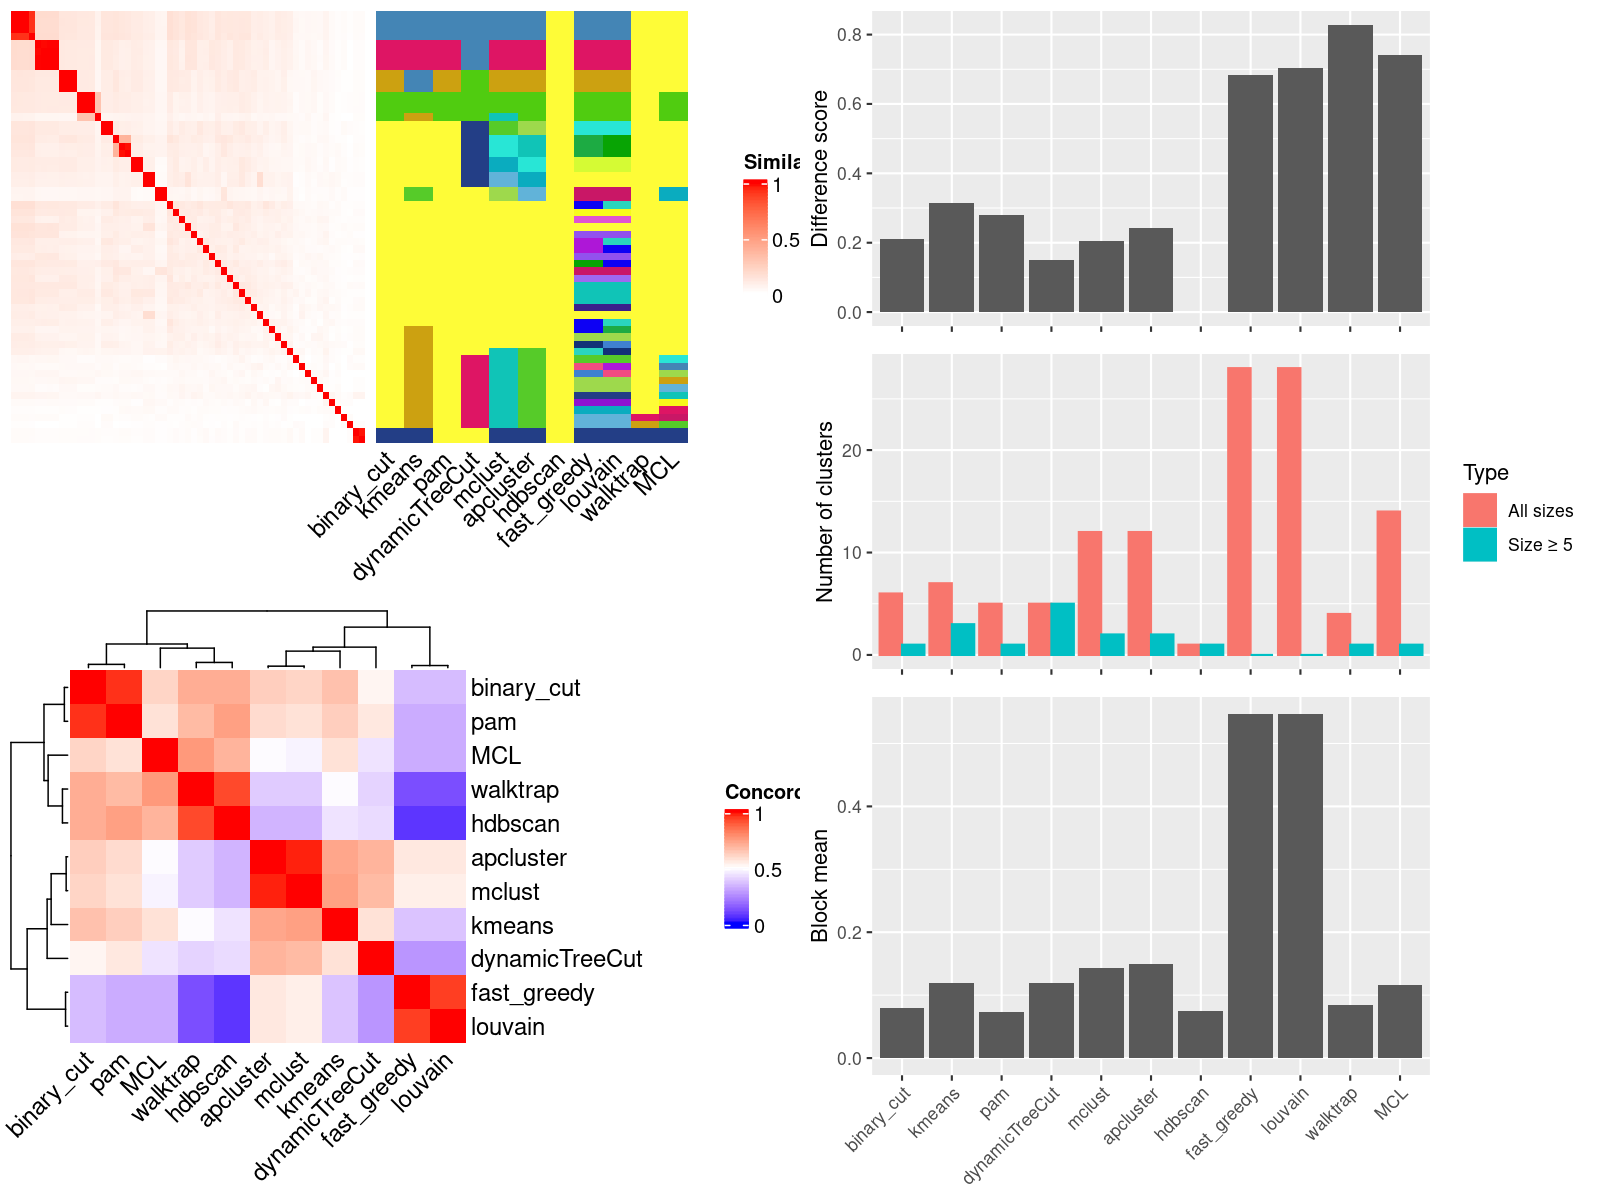 Simila
1
0.5
0
binary_cut
kmeans
pam
dynamicTreeCut
mclust
apcluster
hdbscan
fast_greedy
louvain
walktrap
MCL
binary_cut
pam
MCL
walktrap
hdbscan
apcluster
mclust
kmeans
dynamicTreeCut
fast_greedy
louvain
Concord
1
0.5
0
binary_cut
pam
MCL
walktrap
hdbscan
apcluster
mclust
kmeans
dynamicTreeCut
fast_greedy
louvain
Difference score
0.8
0.6
0.4
0.2
0.0
Number of clusters
20
10
0
Type
All sizes
Size ≥ 5
Block mean
0.4
0.2
0.0
binary_cut
kmeans
pam
dynamicTreeCut
mclust
apcluster
hdbscan
fast_greedy
louvain
walktrap
MCL